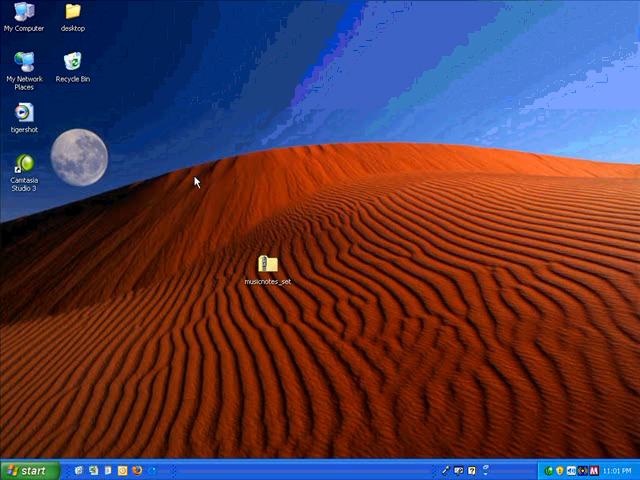 My Computer
desktop
My Network
Places
Recycle Bin
tigershot
Camtasia
Studio 3
musicnotes_set
start
11:01 PM